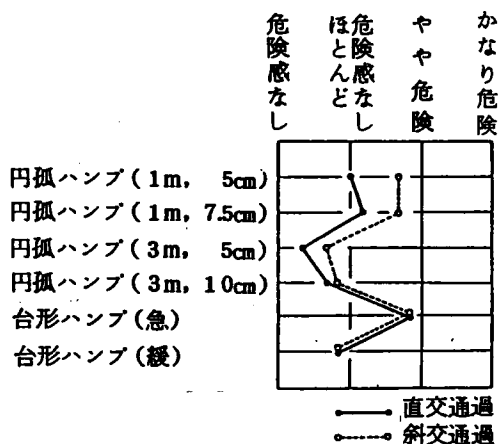 危険感なし
ほとんど
危険感なし
やや危険
かなり危険
円孤ハンプ(1m, 5cm)
円孤ハンプ(1m, 7.5cm)
円孤ハンプ(3m, 5cm)
円孤ハンプ(3m, 10cm)
台形ハンプ(急)
台形ハンプ(緩)
直交通過
斜交通過